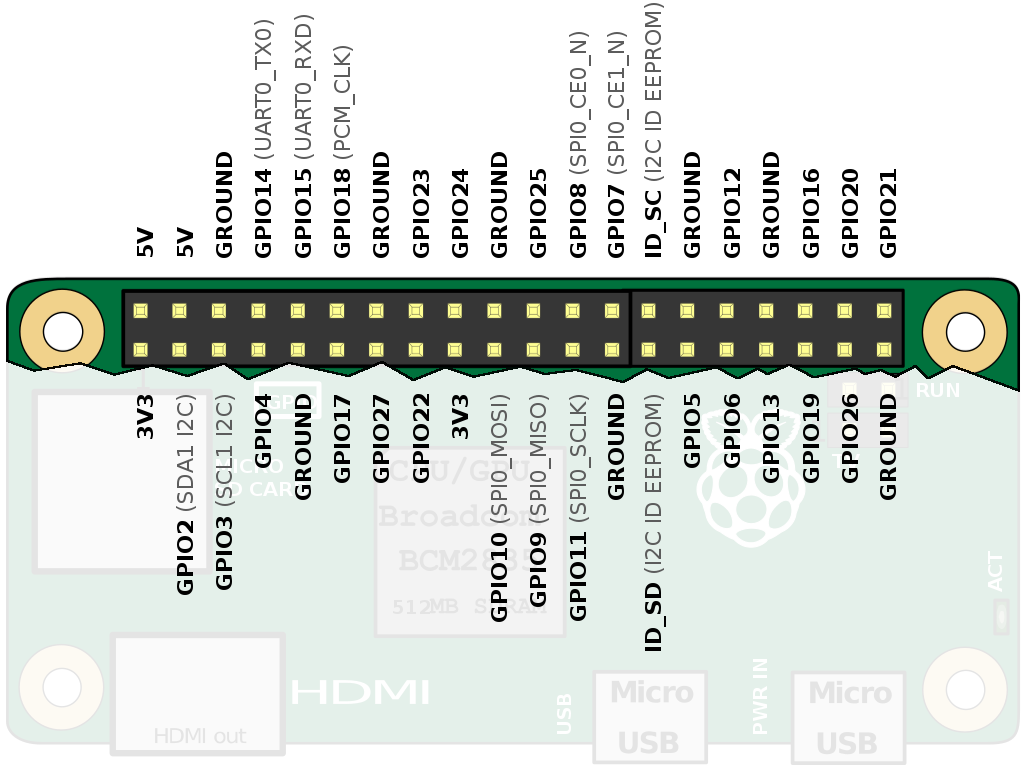 5V
5V
GROUND
GPIO14 (UART0_TX0)
GPIO15 (UART0_RXD)
GPIO18 (PCM_CLK)
GROUND
GPIO23
GPIO24
GROUND
GPIO25
GPIO8 (SPI0_CE0_N)
GPIO7 (SPI0_CE1_N)
ID_SC (I2C ID EEPROM)
GROUND
GPIO12
GROUND
GPIO16
GPIO20
GPIO21
3V3
GPIO2 (SDA1 I2C)
GPIO3 (SCL1 I2C)
GPIO4
GROUND
GPIO17
GPIO27
GPIO22
3V3
GPIO10 (SPI0_MOSI)
GPIO9 (SPI0_MISO)
GPIO11 (SPI0_SCLK)
GROUND
ID_SD (I2C ID EEPROM)
GPIO5
GPIO6
GPIO13
GPIO19
GPIO26
GROUND
RUN
CPU/GPU
Broadcom
BCM2835
512MB SDRAM
ACT
HDMI
HDMI out
USB
Micro
USB
PWR IN
Micro
USB